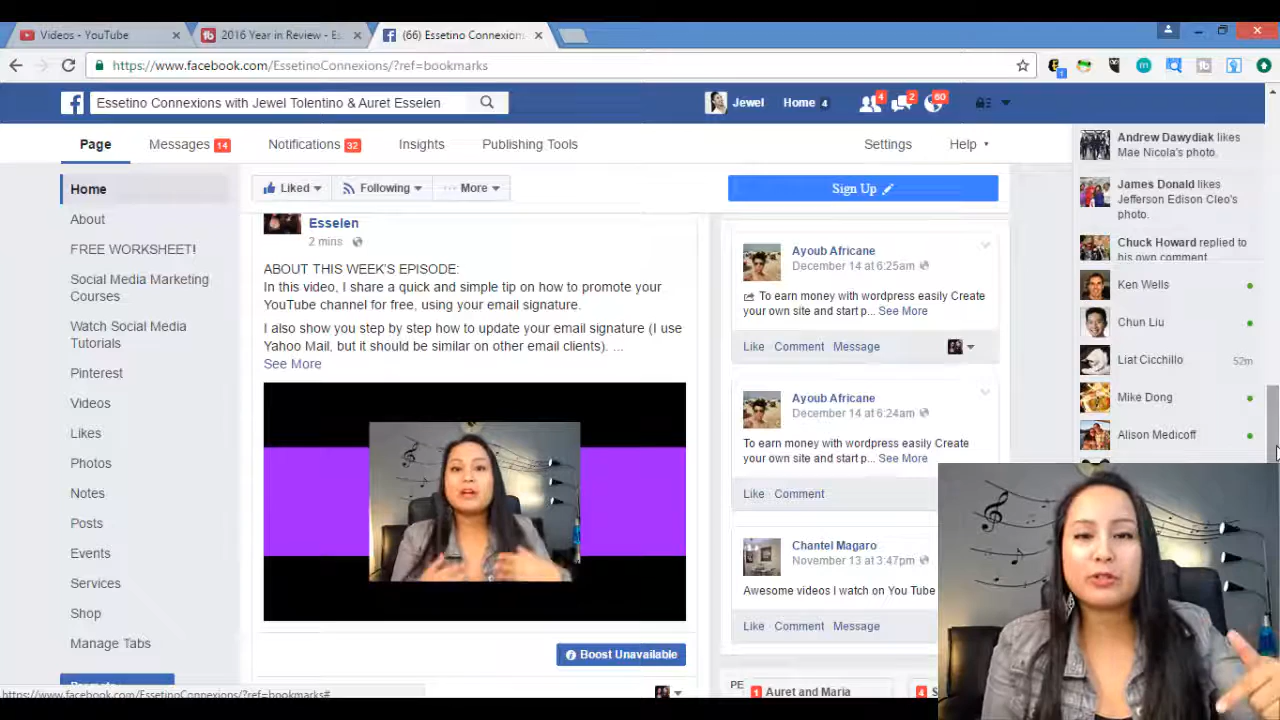 Videos - YouTube
2016 Year in Review - Es
(66) Essetino Connexion
https://www.facebook.com/EssetinoConnexions/?ref=bookmarks
1
Essetino Connexions with Jewel Tolentino & Auret Esselen
Jewel
Home 4
4
2
60
Page
Messages 14
Notifications 32
Insights
Publishing Tools
Settings
Help
Home
About
FREE WORKSHEET!
Social Media Marketing
Courses
Watch Social Media
Tutorials
Pinterest
Videos
Likes
Photos
Notes
Posts
Events
Services
Shop
Manage Tabs
Promote
https://www.facebook.com/EssetinoConnexions/?ref=bookmarks#
Liked
Following
More
Sign Up
Esselen
2 mins
ABOUT THIS WEEK'S EPISODE:
In this video, I share a quick and simple tip on how to promote your
YouTube channel for free, using your email signature.
I also show you step by step how to update your email signature (I use
Yahoo Mail, but it should be similar on other email clients). ...
See More
Boost Unavailable
Ayoub Africane
December 14 at 6:25am
To earn money with wordpress easily Create
your own site and start p... See More
Like Comment Message
Ayoub Africane
December 14 at 6:24am
To earn money with wordpress easily Create
your own site and start p... See More
Like Comment
Chantel Magaro
November 13 at 3:47pm
Awesome videos I watch on You Tube
Like Comment Message
PE
1 Auret and Maria
4 S
Andrew Dawydiak likes
Mae Nicola's photo.
James Donald likes
Jefferson Edison Cleo's
photo.
Chuck Howard replied to
his own comment.
Ken Wells
Chun Liu
Liat Cicchillo 52m
Mike Dong
Alison Medicoff